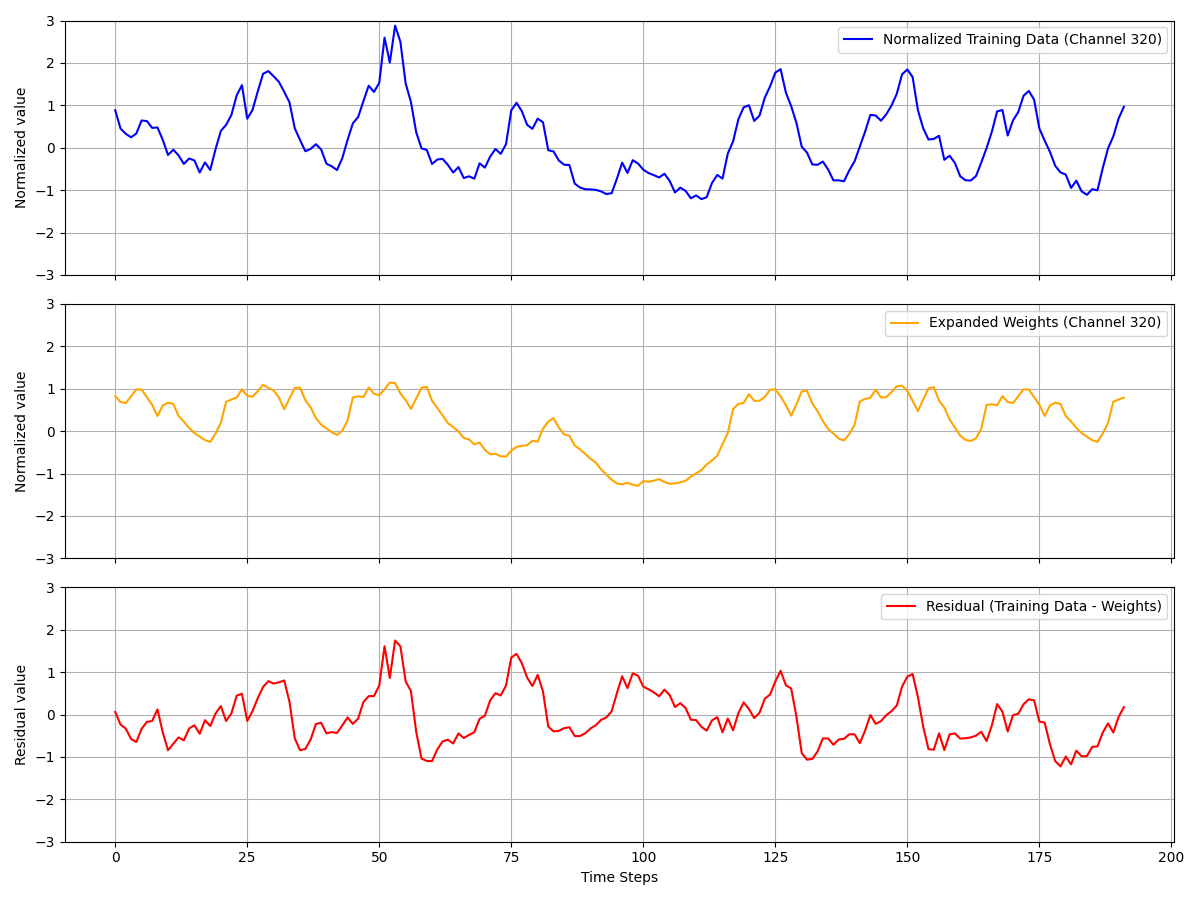 3
2
1
0
−1
−2
−3
Normalized value
Normalized Training Data (Channel 320)
3
2
1
0
−1
−2
−3
Normalized value
Expanded Weights (Channel 320)
3
2
1
0
−1
−2
−3
Residual value
Residual (Training Data - Weights)
0 25 50 75 100 125 150 175 200
Time Steps